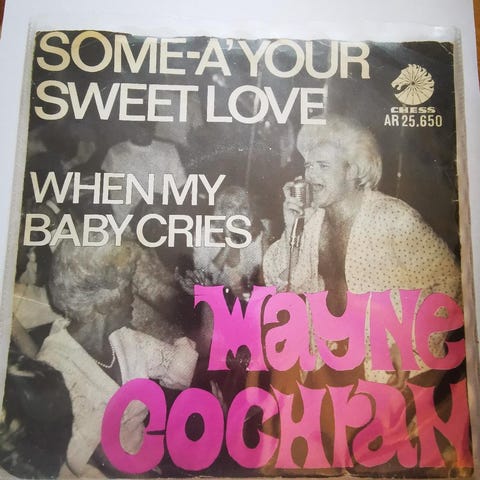 SOME-A' YOUR
SWEET LOVE
CHESS
AR 25.650
WHEN MY
BABY CRIES
Wayne
Cochran